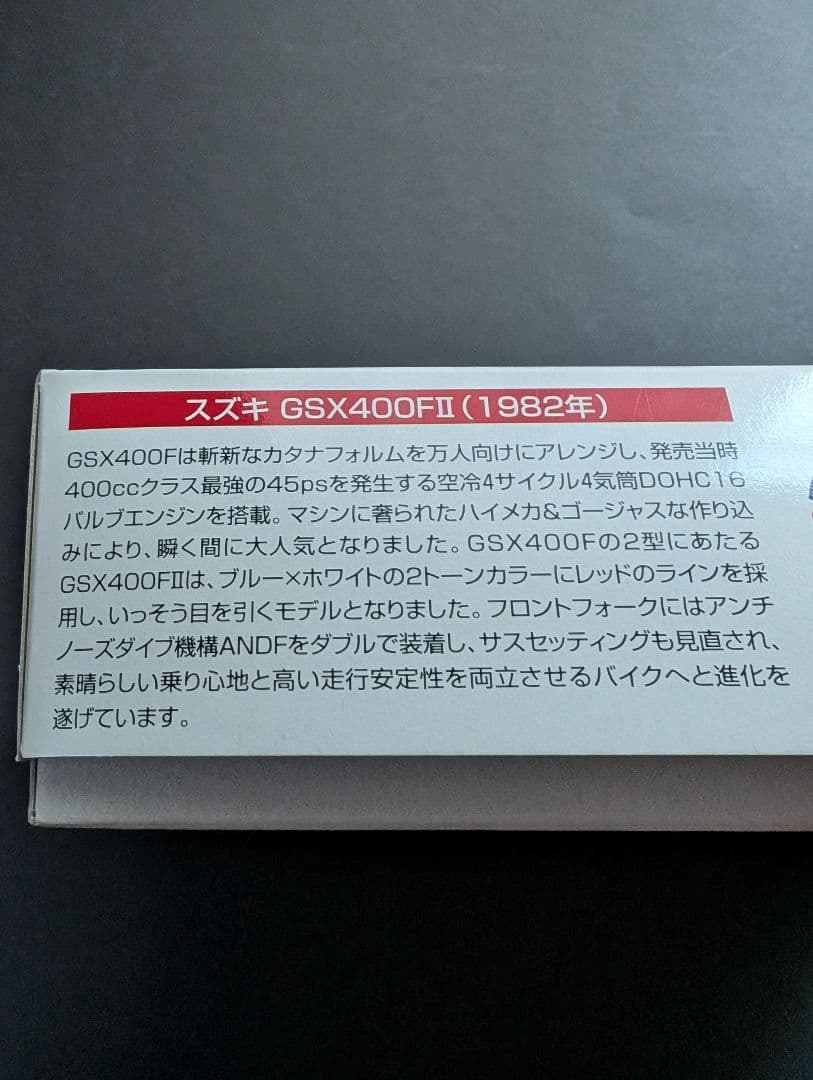 スズキ GSX400FⅡ(1982年)
GSX400Fは斬新なカタナフォルムを万人向けにアレンジし、発売当時
400ccクラス最強の45psを発生する空冷4サイクル4気筒DOHC16
バルブエンジンを搭載。マシンに奢られたハイメカ&ゴージャスな作り込
みにより、瞬く間に大人気となりました。GSX400Fの2型にあたる
GSX400FⅡは、ブルー×ホワイトの2トーンカラーにレッドのラインを採
用し、いっそう目を引くモデルとなりました。フロントフォークにはアンチ
ノーズダイブ機構ANDFをダブルで装着し、サスセッティングも見直され、
素晴らしい乗り心地と高い走行安定性を両立させるバイクへと進化を
遂げています。